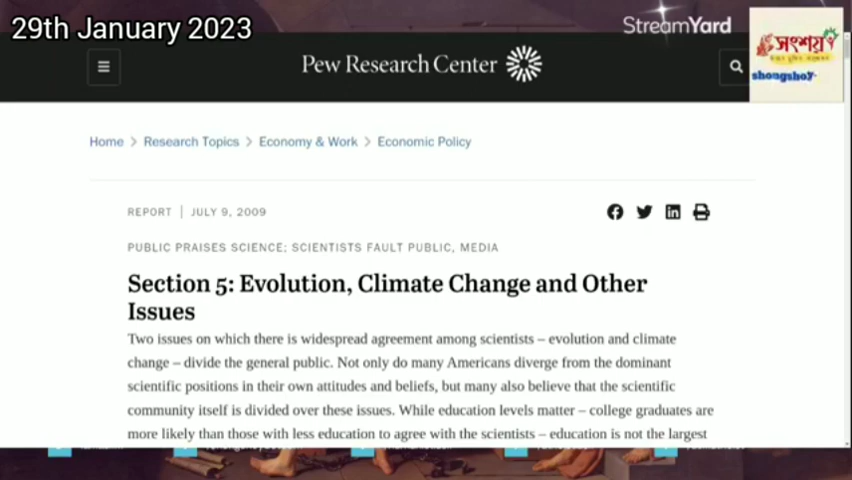 29th January 2023
StreamYard
সংশয়
shongshoy
Pew Research Center
Home > Research Topics > Economy & Work > Economic Policy
REPORT | JULY 9, 2009
PUBLIC PRAISES SCIENCE; SCIENTISTS FAULT PUBLIC, MEDIA
Section 5: Evolution, Climate Change and Other
Issues
Two issues on which there is widespread agreement among scientists – evolution and climate
change – divide the general public. Not only do many Americans diverge from the dominant
scientific positions in their own attitudes and beliefs, but many also believe that the scientific
community itself is divided over these issues. While education levels matter – college graduates are
more likely than those with less education to agree with the scientists – education is not the largest